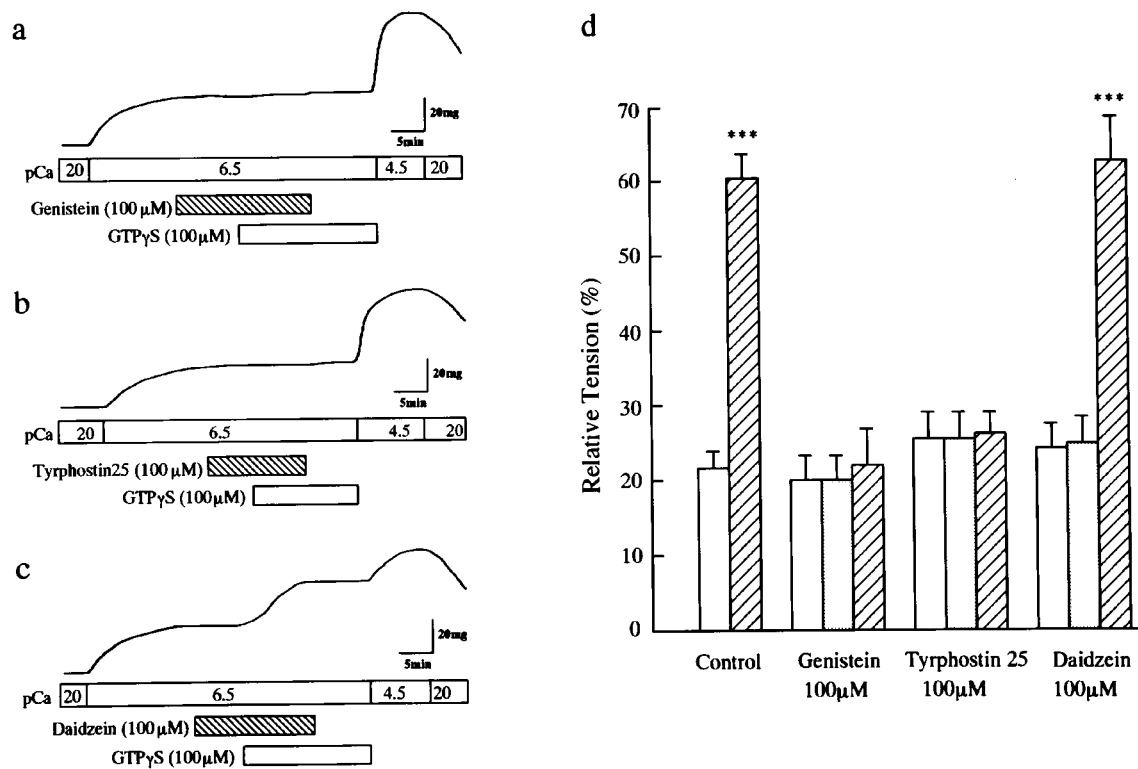 a
20mg
5min
pCa 20 6.5 4.5 20
Genistein (100 μM)
GTPγS (100μM)
b
20mg
5min
pCa 20 6.5 4.5 20
Tyrphostin25 (100 μM)
GTPγS (100μM)
c
20mg
5min
pCa 20 6.5 4.5 20
Daidzein (100 μM)
GTPγS (100μM)
d
Relative Tension (%)
70
60
50
40
30
20
10
0
***
***
Control
Genistein
100μM
Tyrphostin 25
100μM
Daidzein
100μM